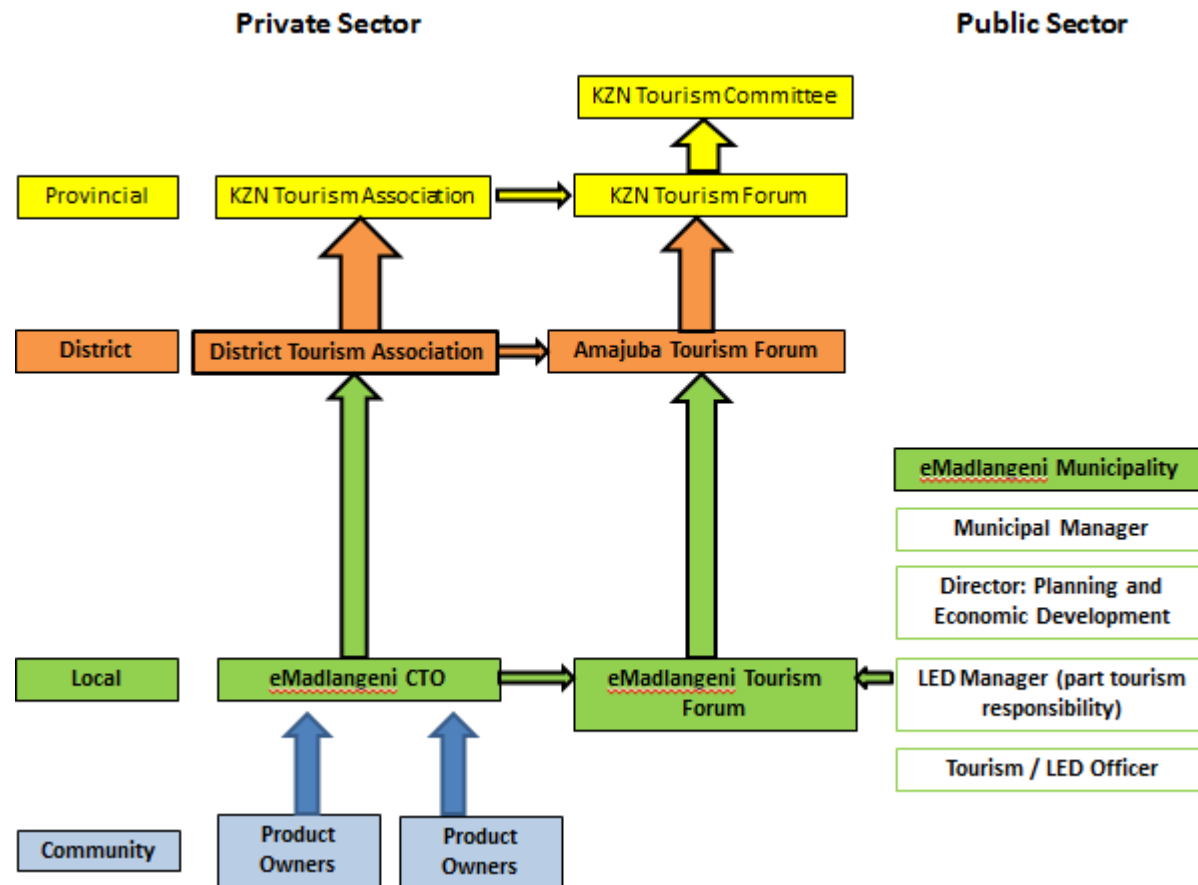 Private Sector
Public Sector
KZN Tourism Committee
Provincial
KZN Tourism Association
KZN Tourism Forum
District
District Tourism Association
Amajuba Tourism Forum
eMadlangeni Municipality
Municipal Manager
Director: Planning and
Economic Development
Local
eMadlangeni CTO
eMadlangeni Tourism
Forum
LED Manager (part tourism
responsibility)
Tourism / LED Officer
Community
Product
Owners
Product
Owners